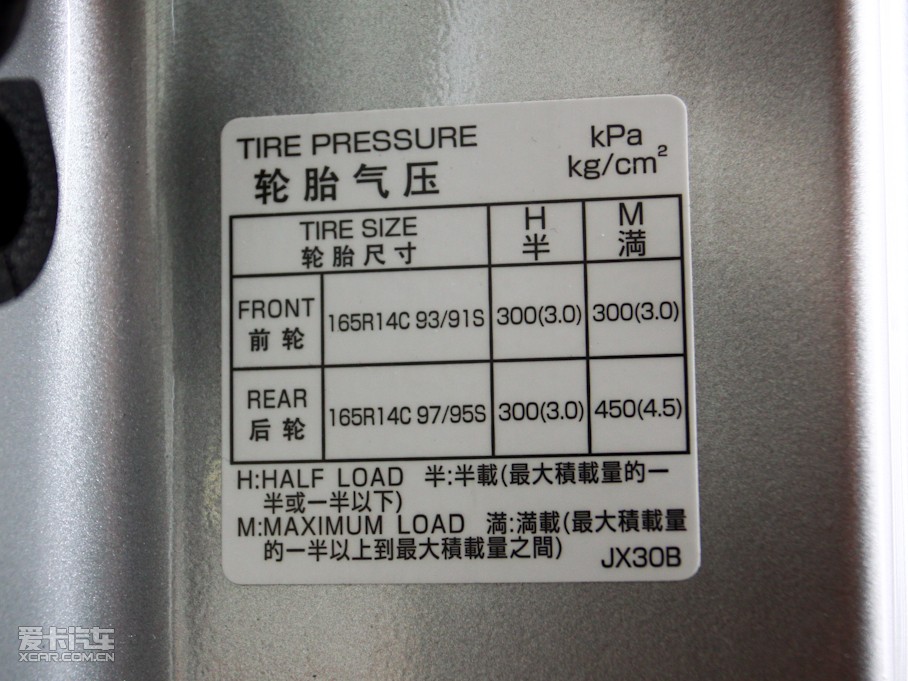 TIRE PRESSURE
轮胎气压
kPa
kg/cm²
TIRE SIZE
轮胎尺寸
H
半
M
満
FRONT
前轮
165R14C 93/91S
300(3.0)
300(3.0)
REAR
后轮
165R14C 97/95S
300(3.0)
450(4.5)
H:HALF LOAD 半:半載(最大積載量的一
半或一半以下)
M:MAXIMUM LOAD 満:満載(最大積載量
的一半以上到最大積載量之間)
JX30B
爱卡汽车
XCAR.COM.CN